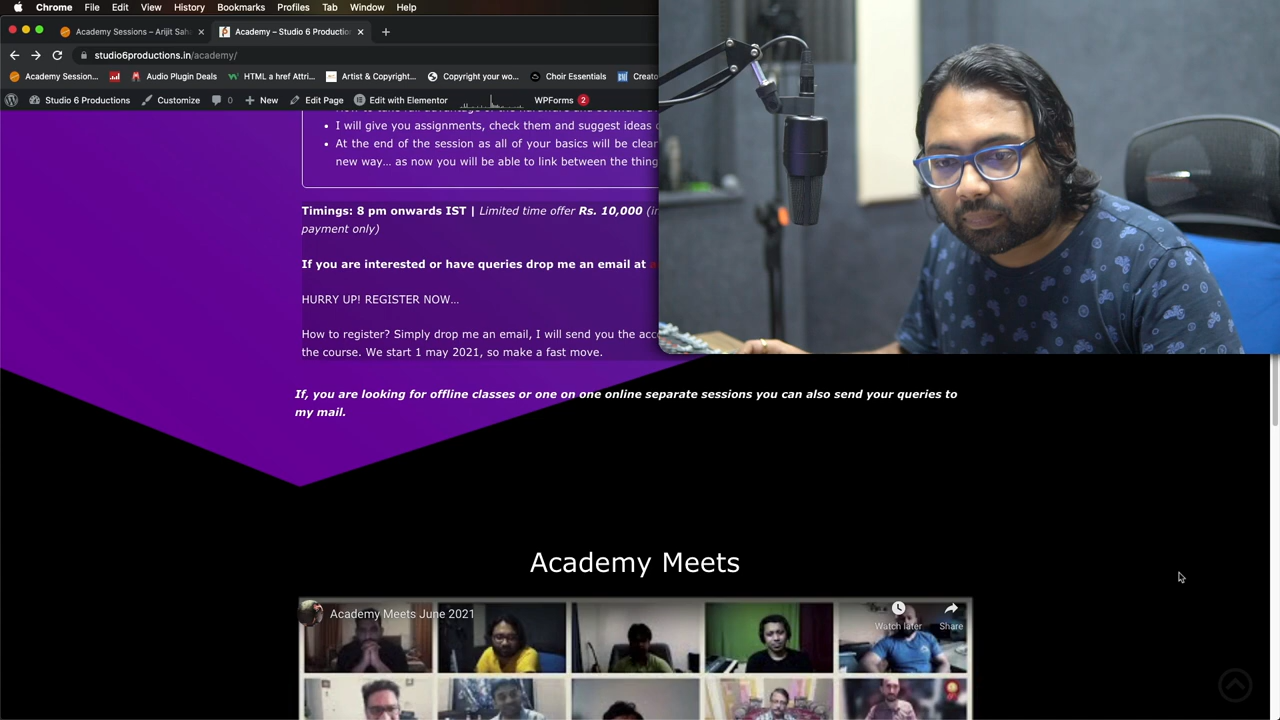 Chrome File Edit View History Bookmarks Profiles Tab Window Help
Academy Sessions – Arijit Saha
Academy – Studio 6 Productions
studio6productions.in/academy/
Academy Session...
Audio Plugin Deals
HTML a href Attri...
Artist & Copyright...
Copyright your wo...
Choir Essentials
Studio 6 Productions
Customize
0
New
Edit Page
Edit with Elementor
WPForms 2
I will give you assignments, check them and suggest ideas
At the end of the session as all of your basics will be clear
new way... as now you will be able to link between the thing
Timings: 8 pm onwards IST | Limited time offer Rs. 10,000
payment only)
If you are interested or have queries drop me an email at
HURRY UP! REGISTER NOW...
How to register? Simply drop me an email, I will send you the
the course. We start 1 may 2021, so make a fast move.
If, you are looking for offline classes or one on one online separate sessions you can also send your queries to
my mail.
Academy Meets
Academy Meets June 2021
Watch later
Share